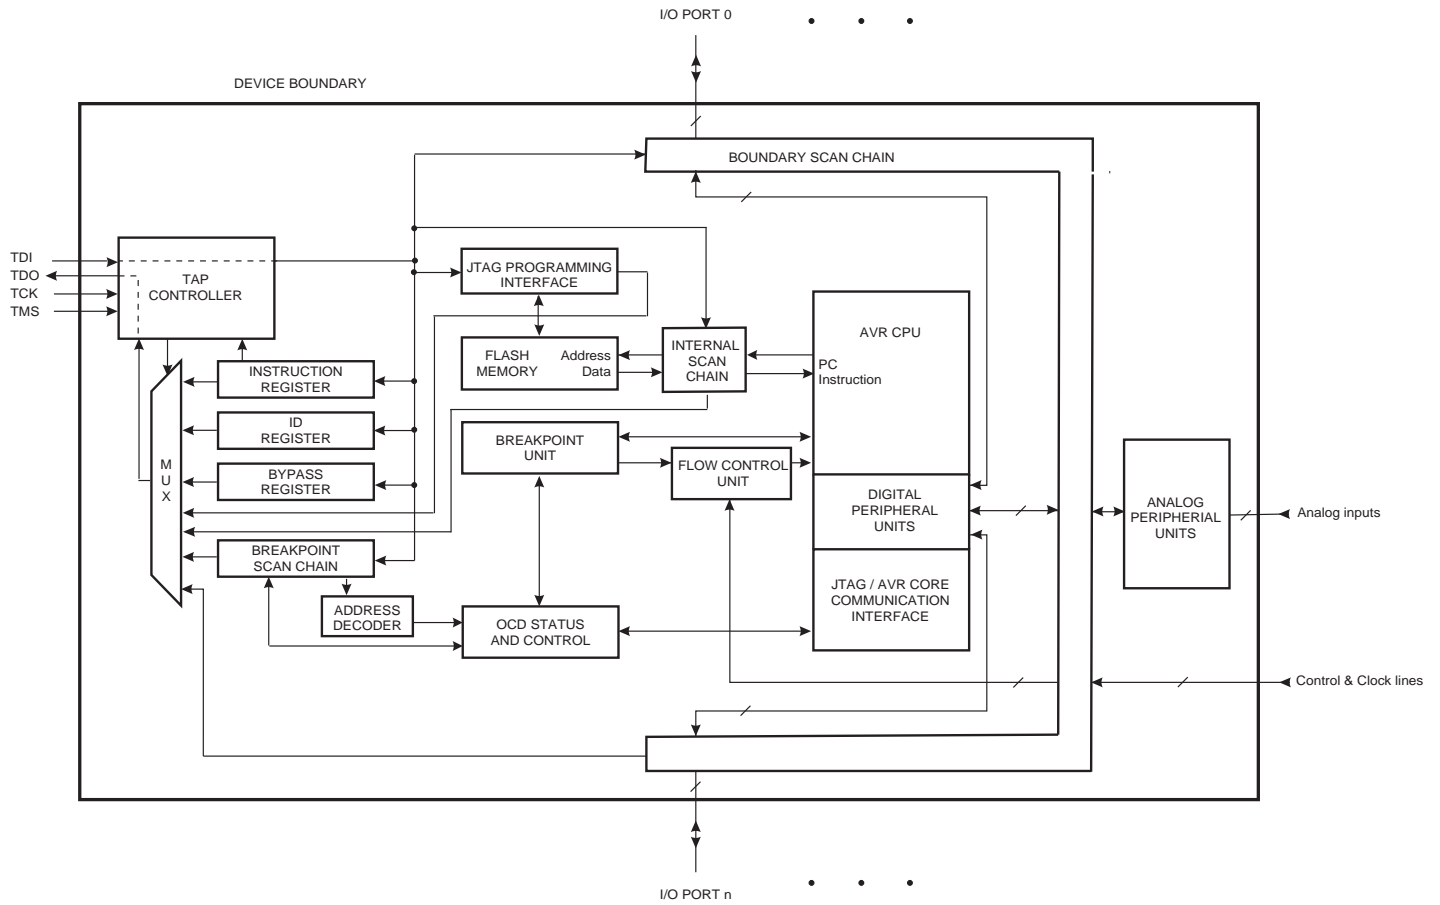 I/O PORT 0
DEVICE BOUNDARY
BOUNDARY SCAN CHAIN
TDI
TDO
TCK
TMS
TAP
CONTROLLER
JTAG PROGRAMMING
INTERFACE
AVR CPU
FLASH
MEMORY
Address
Data
INTERNAL
SCAN
CHAIN
PC
Instruction
INSTRUCTION
REGISTER
ID
REGISTER
M
U
X
BYPASS
REGISTER
BREAKPOINT
UNIT
FLOW CONTROL
UNIT
DIGITAL
PERIPHERAL
UNITS
ANALOG
PERIPHERIAL
UNITS
Analog inputs
BREAKPOINT
SCAN CHAIN
ADDRESS
DECODER
OCD STATUS
AND CONTROL
JTAG / AVR CORE
COMMUNICATION
INTERFACE
Control & Clock lines
I/O PORT n